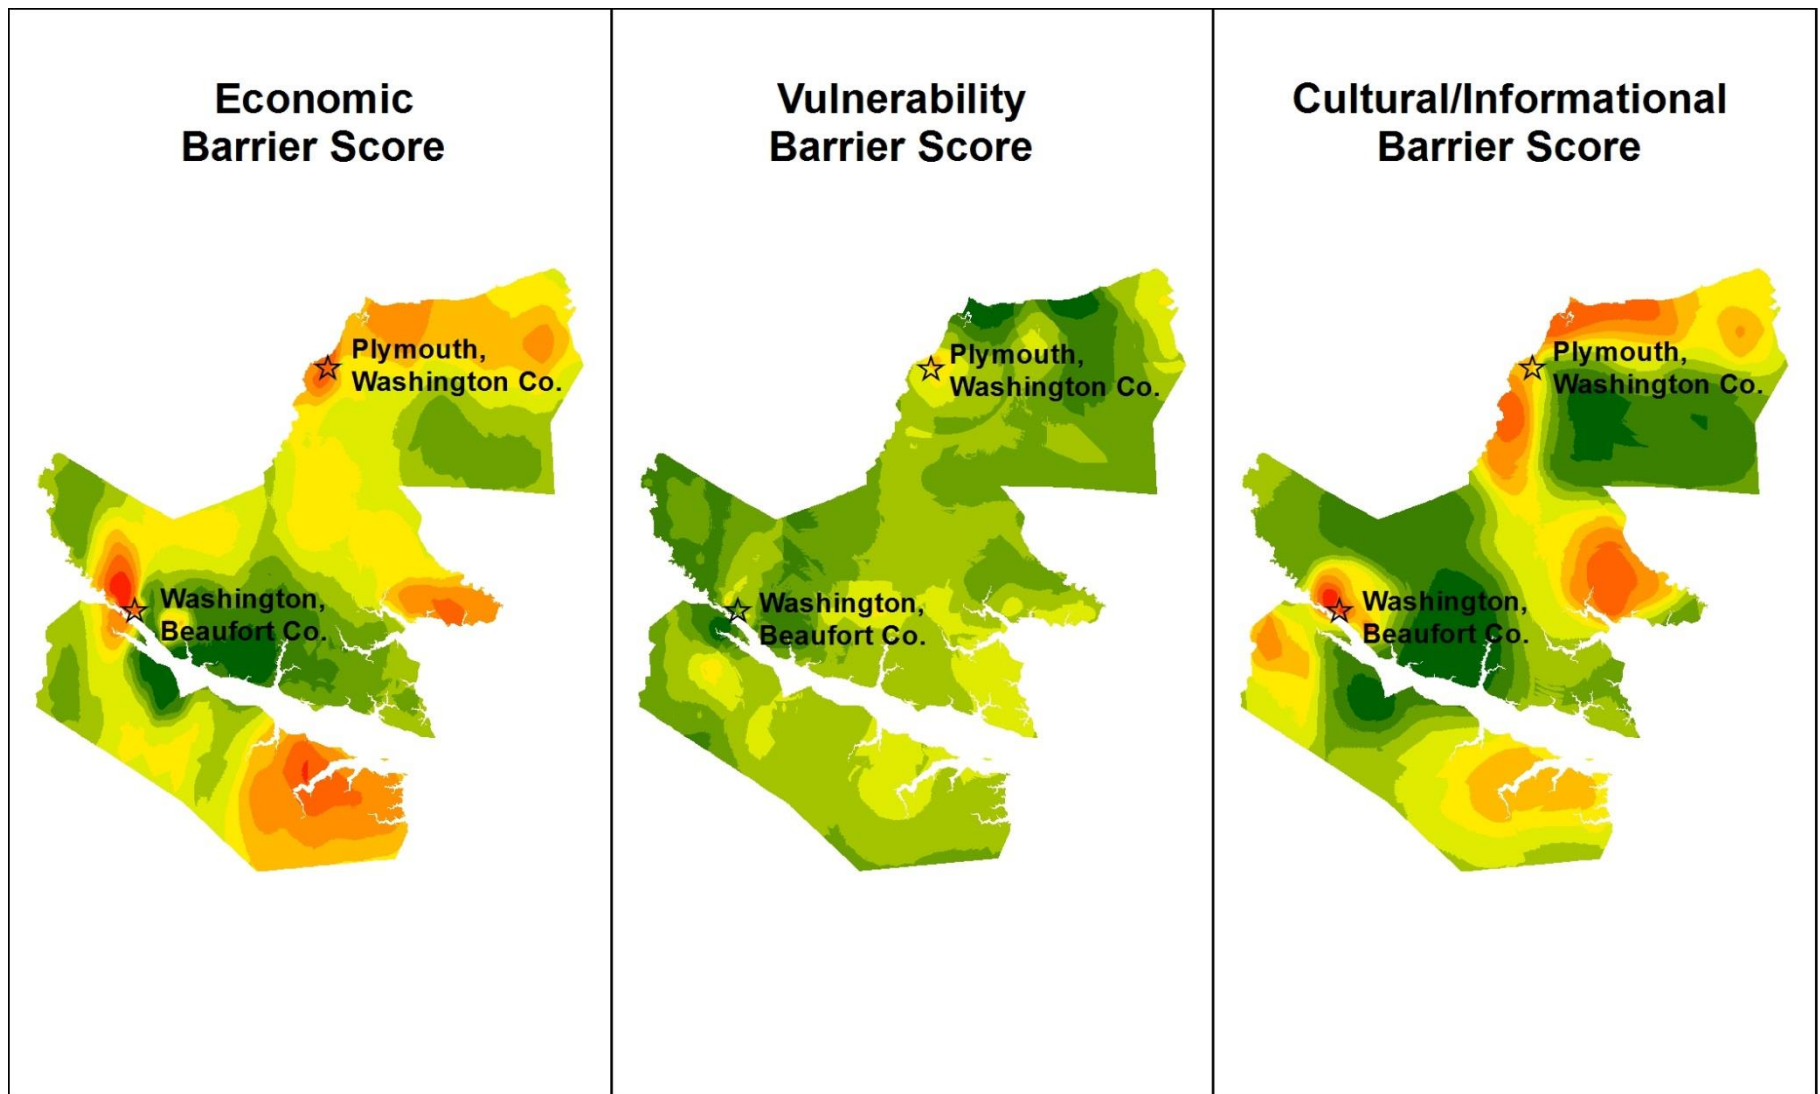 Economic
Barrier Score
Plymouth,
Washington Co.
Washington,
Beaufort Co.
Vulnerability
Barrier Score
Plymouth,
Washington Co.
Washington,
Beaufort Co.
Cultural/Informational
Barrier Score
Plymouth,
Washington Co.
Washington,
Beaufort Co.